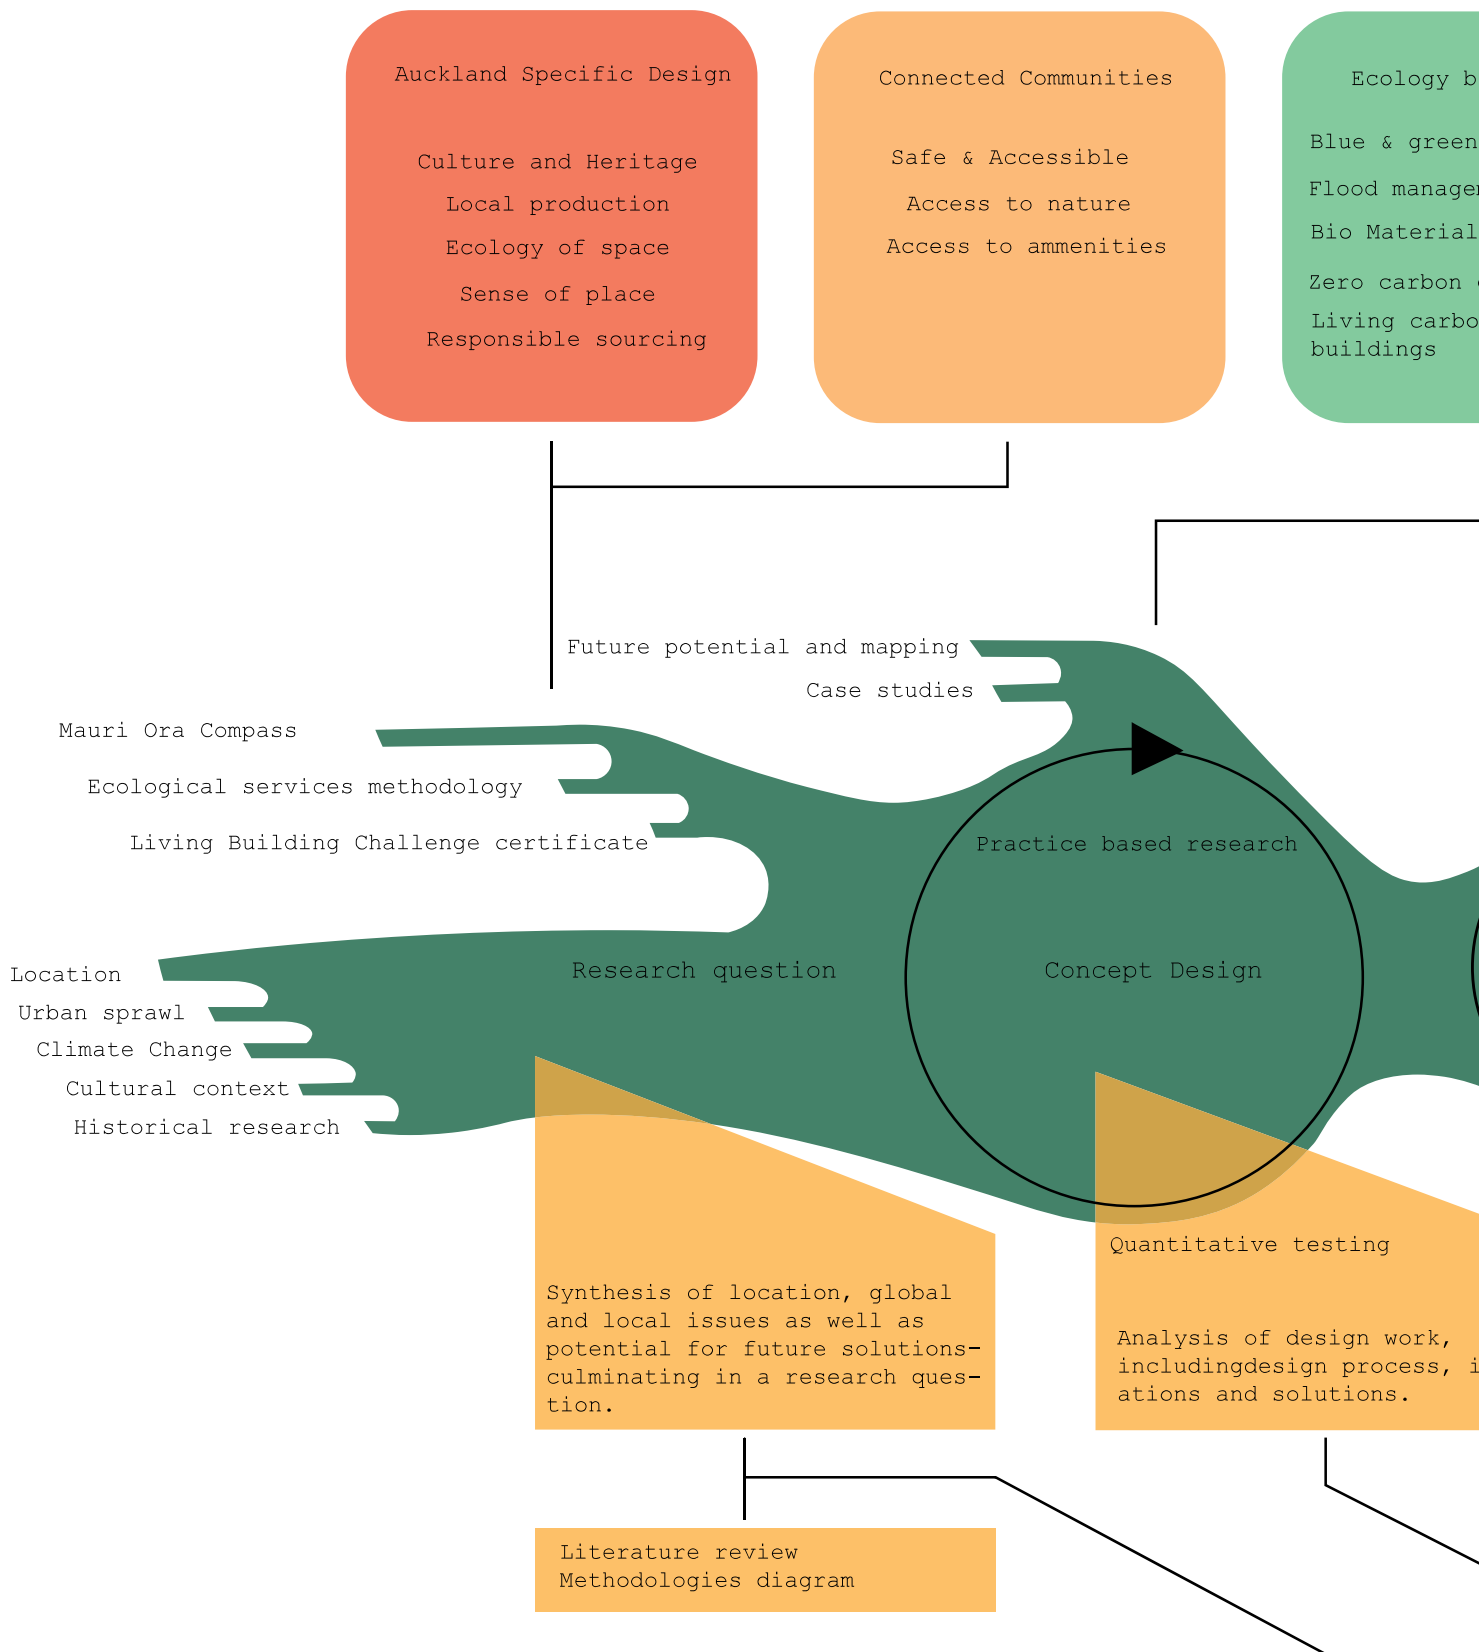 Auckland Specific Design
Culture and Heritage
Local production
Ecology of space
Sense of place
Responsible sourcing
Connected Communities
Safe & Accessible
Access to nature
Access to ammenities
Ecology
Blue & green
Flood
Bio Material
Zero carbon
Living
buildings
Future potential and mapping
Case studies
Mauri Ora Compass
Ecological services methodology
Living Building Challenge certificate
Practice based research
Location
Urban sprawl
Climate Change
Cultural context
Historical research
Research question
Concept Design
Synthesis of location, global
and local issues as well as
potential for future solutions-
culminating in a research ques-
tion.
Quantitative testing
Analysis of design work,
includingdesign process,
ations and solutions.
Literature review
Methodologies diagram